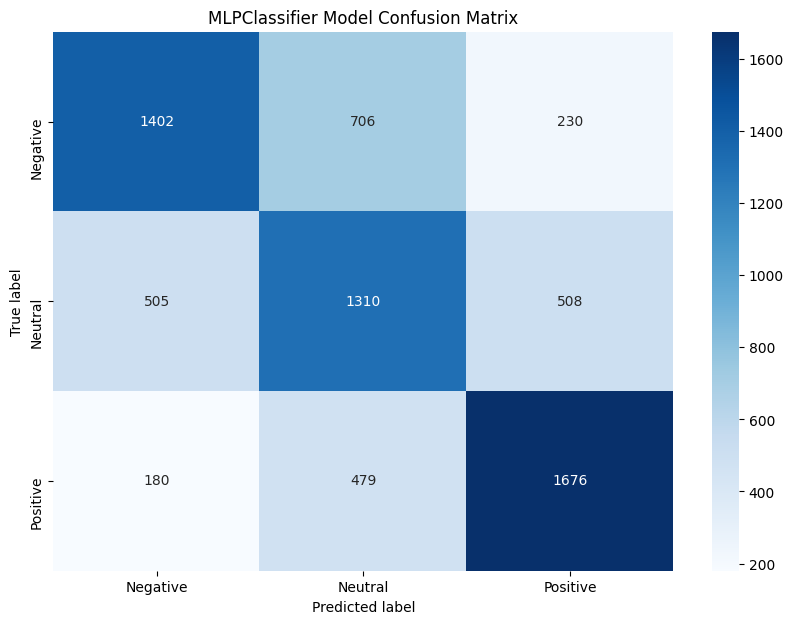 MLPClassifier Model Confusion Matrix
True label
Negative
1402 706 230
Neutral
505 1310 508
Positive
180 479 1676
Negative Neutral Positive
Predicted label
1600
1400
1200
1000
800
600
400
200